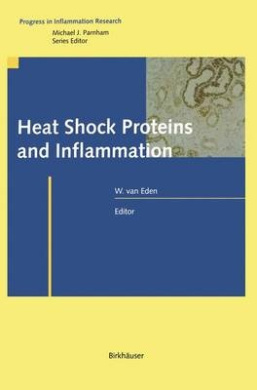 Progress in Inflammation Research
Michael J. Parnham
Series Editor
Heat Shock Proteins
and Inflammation
W. van Eden
Editor
Birkhäuser